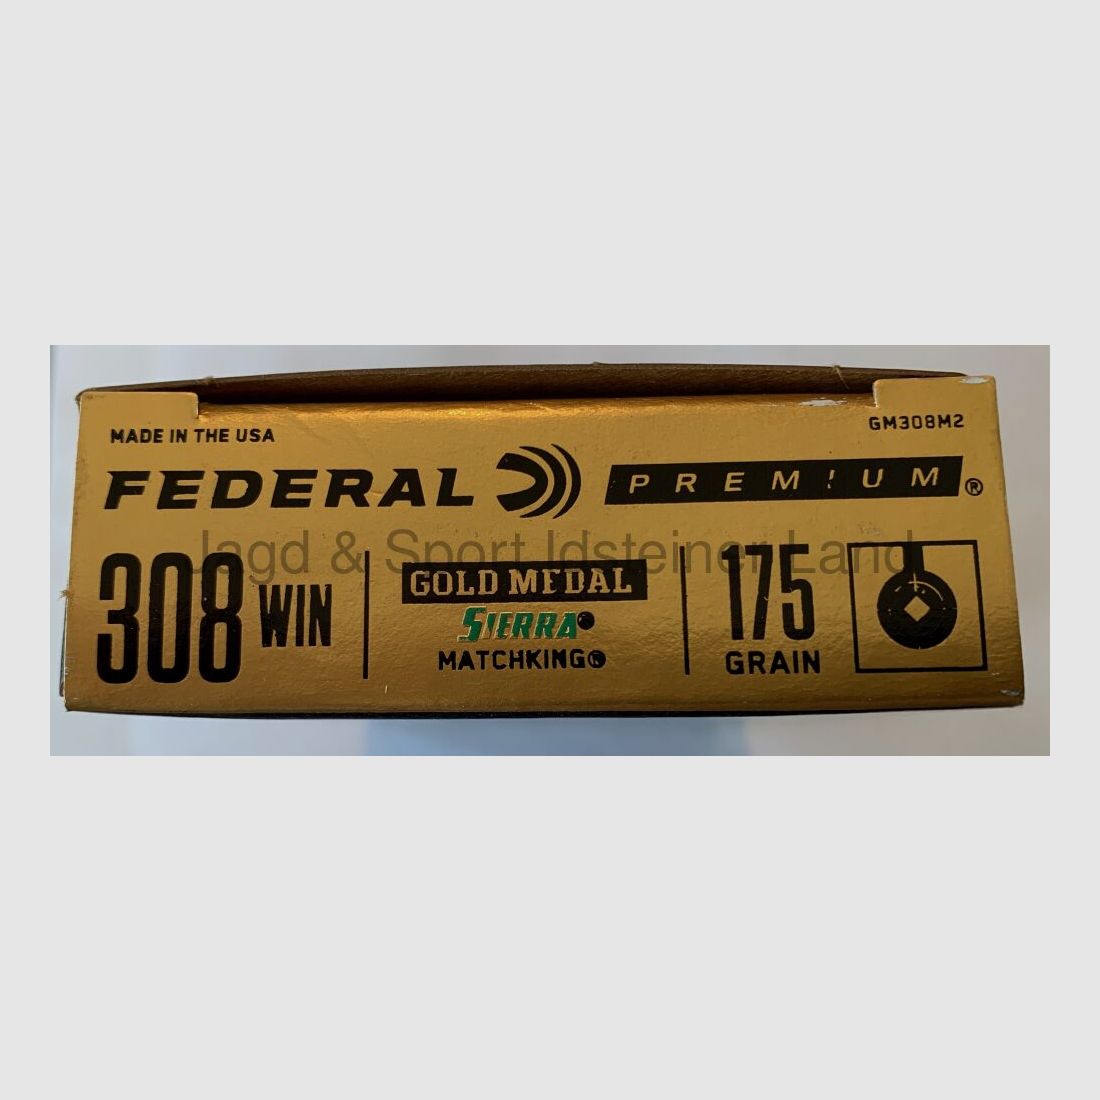 MADE IN THE USA
GM308M2
FEDERAL PREMIUM®
Jagd & Sport Idsteiner Land
308 WIN
GOLD MEDAL
SIERRA®
MATCHKING®
175
GRAIN